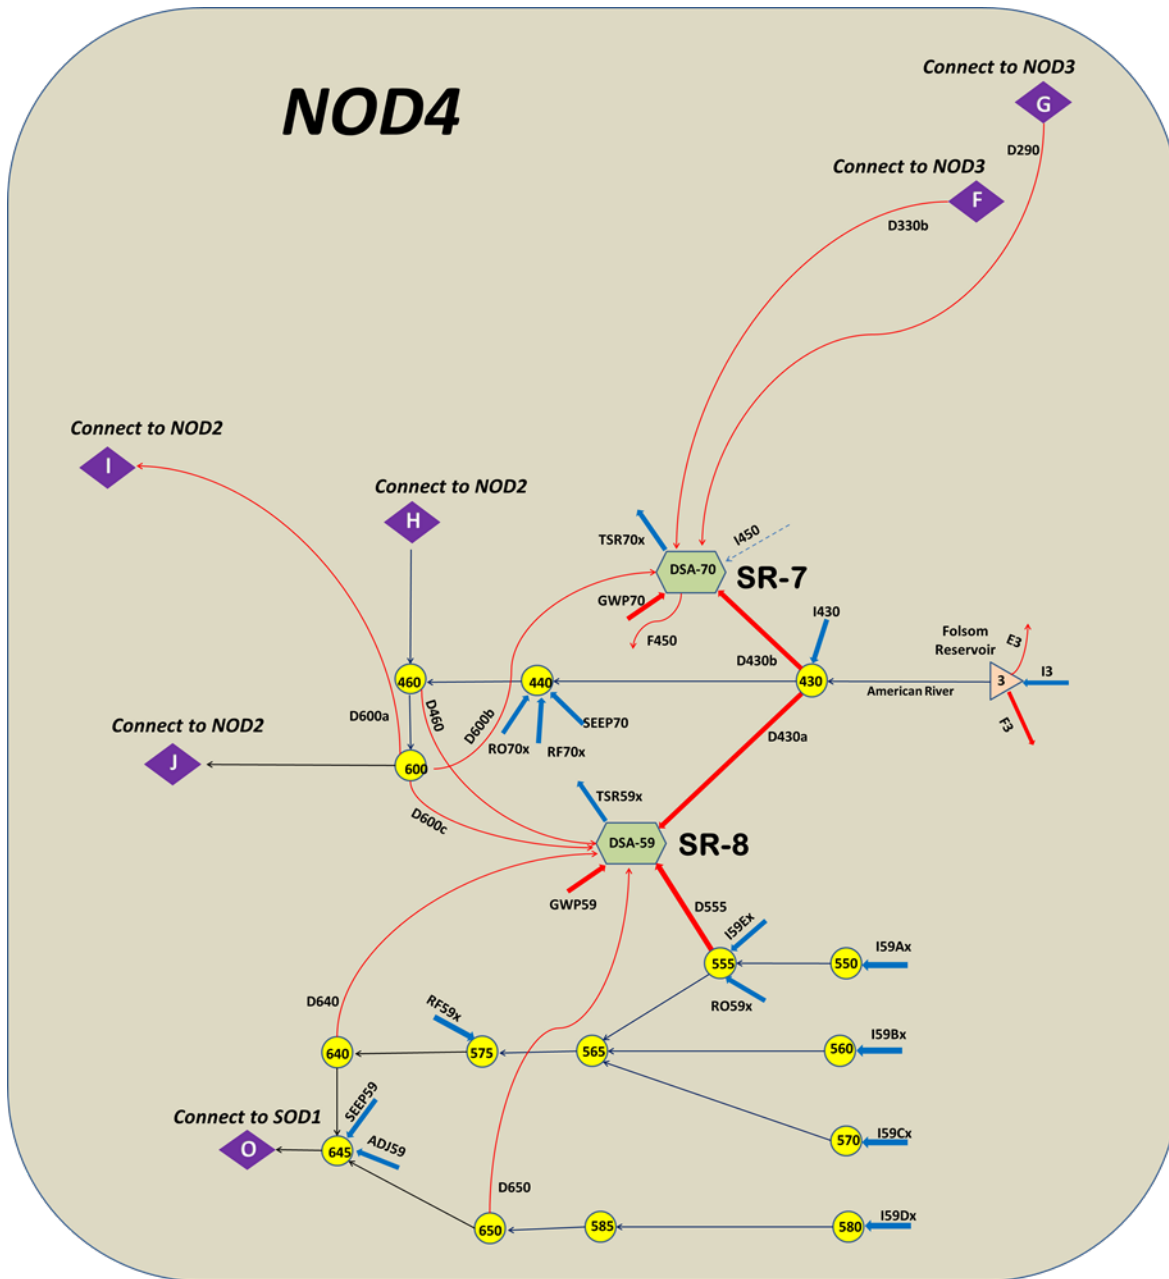 Connect to NOD3
NOD4
G
D290
Connect to NOD3
F
D330b
Connect to NOD2
I
Connect to NOD2
H
TSR70x
I450
DSA-70
SR-7
GWP70
I430
F450
Folsom
Reservoir
E3
D430b
460
440
430
American River
3
I3
F3
D600a
D460
D600b
SEEP70
RO70x
RF70x
D430a
Connect to NOD2
J
600
TSR59x
D600c
DSA-59
SR-8
GWP59
D555
I59Ex
I59Ax
555
550
RO59x
D640
RF59x
I59Bx
640
575
565
560
SEEP59
Connect to SOD1
I59Cx
570
O
645
ADJ59
D650
I59Dx
650
585
580